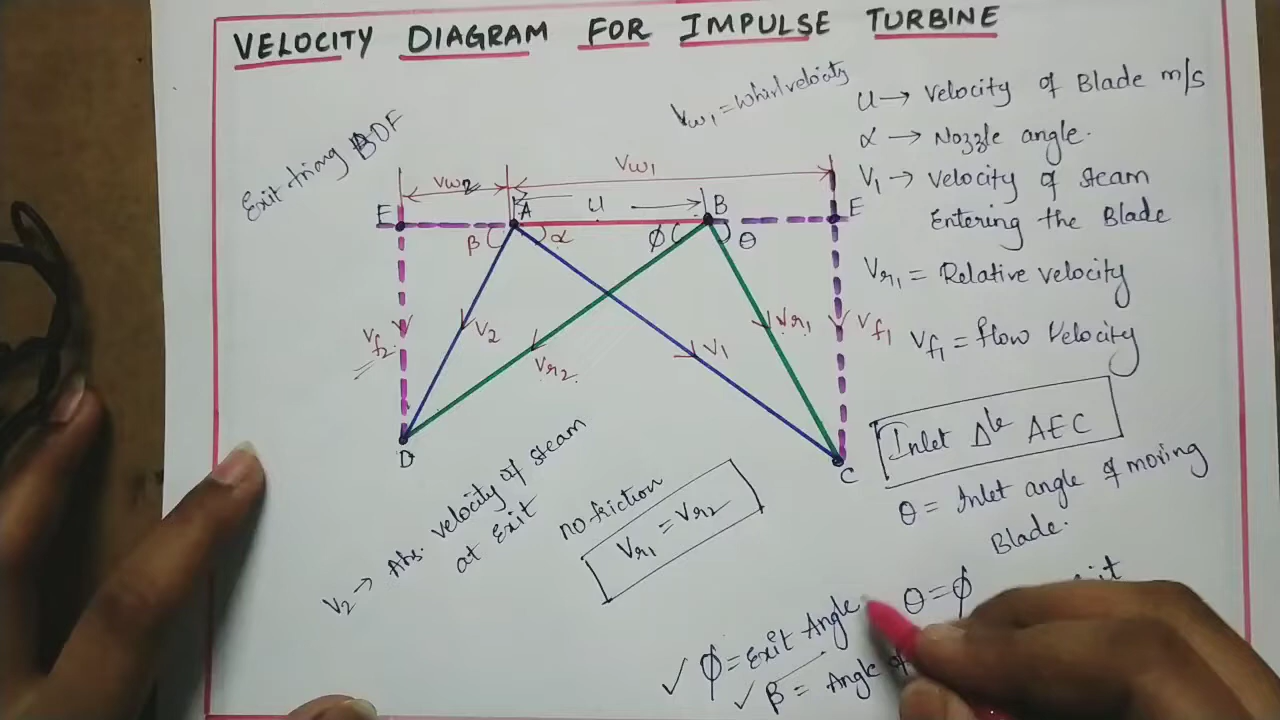 VELOCITY DIAGRAM FOR IMPULSE TURBINE
Exit triang BDF
Vw1 = whirl velocity
U → Velocity of Blade m/s
α → Nozzle angle.
V1 → Velocity of Steam
Entering the Blade
Vr1 = Relative velocity
Vf1 = flow Velocity
Vw2
Vw1
U
A
B
E
β
α
ϕ
θ
Vf2
V2
Vr2
V1
Vr1
Vf1
D
C
Inlet Δle AEC
θ = Inlet angle of moving
Blade.
V2 → Abs. velocity of steam
at Exit
no friction
Vr1 = Vr2
θ = ϕ
✓ ϕ = Exit Angle
✓ β = Angle of